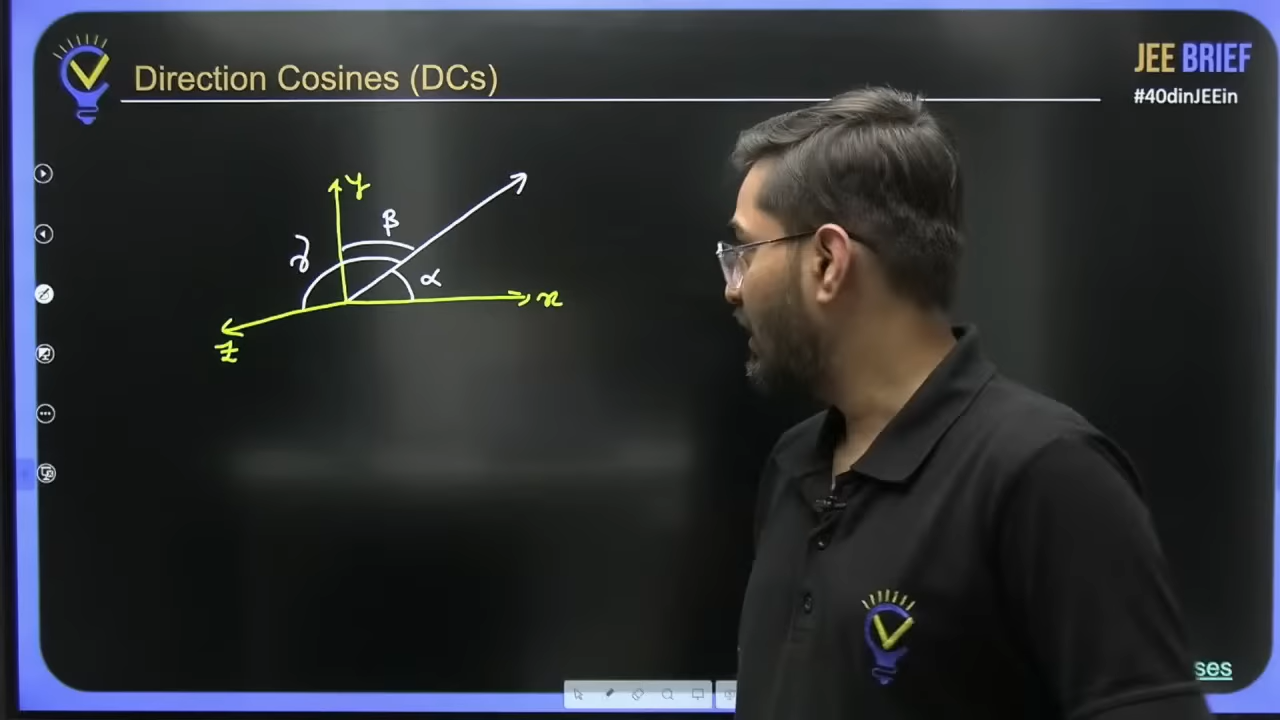 Direction Cosines (DCs)
JEE BRIEF
#40dinJEEin
y
β
γ
α
x
z
ses